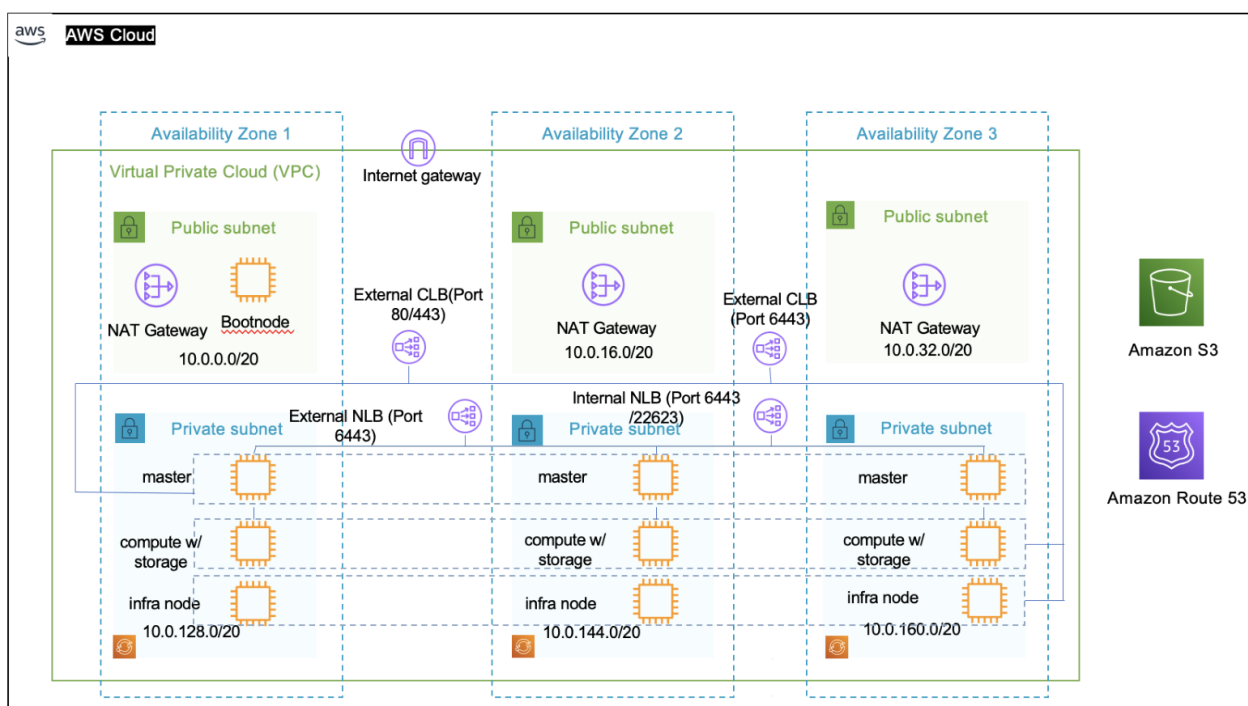 aws
AWS Cloud
Availability Zone 1
Availability Zone 2
Availability Zone 3
Virtual Private Cloud (VPC)
Internet gateway
Public subnet
Public subnet
Public subnet
NAT Gateway
Bootnode
10.0.0.0/20
External CLB(Port
80/443)
NAT Gateway
10.0.16.0/20
External CLB
(Port 6443)
NAT Gateway
10.0.32.0/20
Amazon S3
Private subnet
External NLB (Port
6443)
Internal NLB (Port 6443
/22623)
Private subnet
Private subnet
53
Amazon Route 53
master
master
master
compute w/
storage
compute w/
storage
compute w/
storage
infra node
infra node
infra node
10.0.128.0/20
10.0.144.0/20
10.0.160.0/20